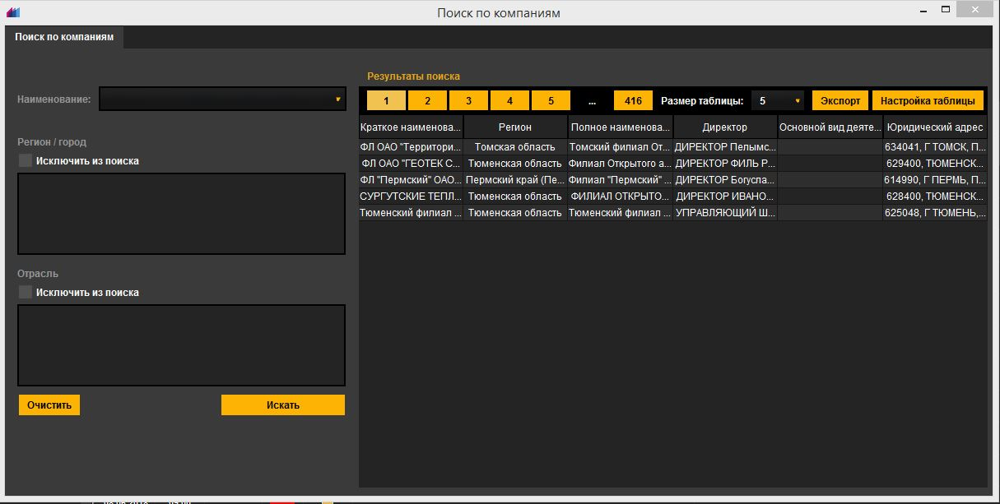 Поиск по компаниям
Поиск по компаниям
Наименование:
Регион / город
Исключить из поиска
Отрасль
Исключить из поиска
Очистить Искать
Результаты поиска
1 2 3 4 5 ... 416 Размер таблицы: 5 Экспорт Настройка таблицы
Краткое наименова... Регион Полное наименова... Директор Основной вид деяте... Юридический адрес
ФЛ ОАО "Территори... Томская область Томский филиал От... ДИРЕКТОР Пелымс... 634041, Г ТОМСК, П...
ФЛ ОАО "ГЕОТЕК С... Тюменская область Филиал Открытого а... ДИРЕКТОР ФИЛЬ Р... 629400, ТЮМЕНСК...
ФЛ "Пермский" ОАО... Пермский край (Пе... Филиал "Пермский" ... ДИРЕКТОР Богусла... 614990, Г ПЕРМЬ, П...
СУРГУТСКИЕ ТЕПЛ... Тюменская область ФИЛИАЛ ОТКРЫТО... ДИРЕКТОР ИВАНО... 628400, ТЮМЕНСК...
Тюменский филиал ... Тюменская область Тюменский филиал ... УПРАВЛЯЮЩИЙ Ш... 625048, Г ТЮМЕНЬ,...